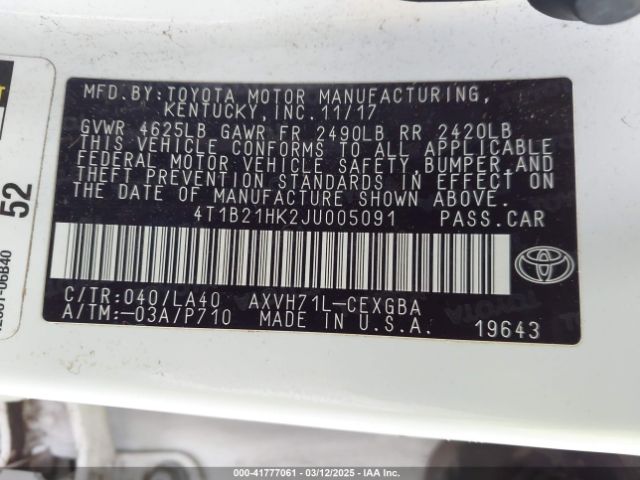 MFD.BY:TOYOTA MOTOR MANUFACTURING,
KENTUCKY,INC.11/17
GVWR 4625LB GAWR FR 2490LB RR 2420LB
THIS VEHICLE CONFORMS TO ALL APPLICABLE
FEDERAL MOTOR VEHICLE SAFETY,BUMPER,AND
THEFT PREVENTION STANDARDS IN EFFECT ON
THE DATE OF MANUFACTURE SHOWN ABOVE.
4T1B21HK2JU005091 PASS.CAR
C/TR:040/LA40 AXVH71L-CEXGBA
A/TM:-03A/P710 MADE IN U.S.A. 19643
TOYOTA
52
-06B40
000-41777061 | 03/12/2025 | IAA. Inc.